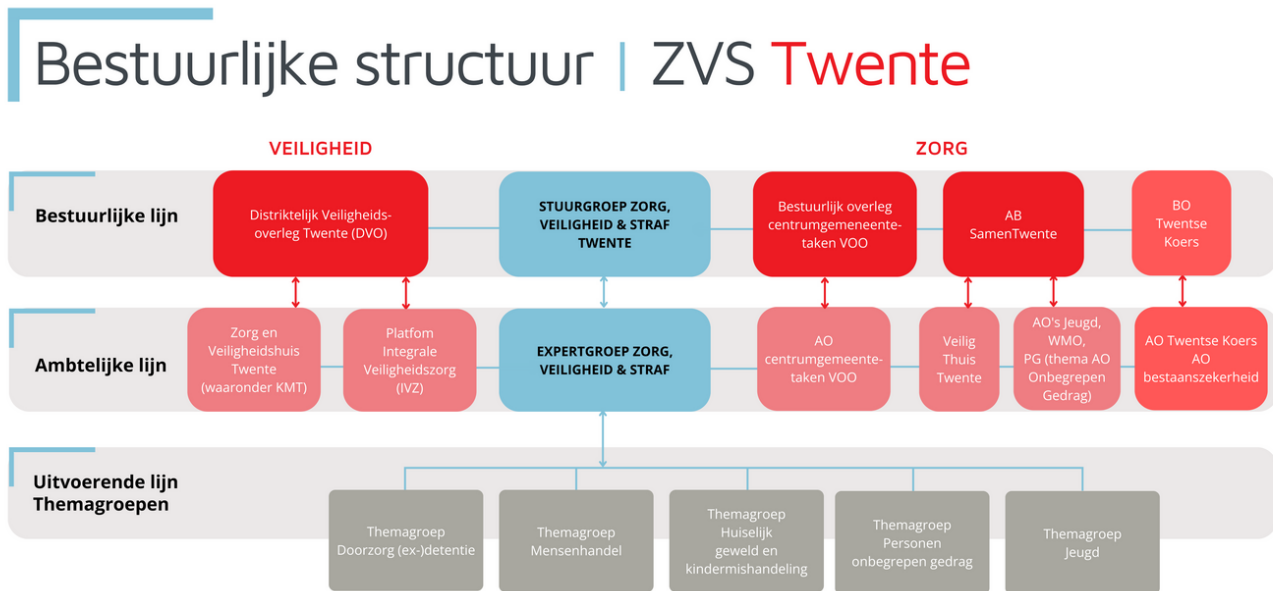 Bestuurlijke structuur | ZVS Twente
VEILIGHEID
ZORG
Bestuurlijke lijn
Distriktelijk Veiligheids-
overleg Twente (DVO)
STUURGROEP ZORG,
VEILIGHEID & STRAF
TWENTE
Bestuurlijk overleg
centrumgemeneente-
taken VOO
AB
SamenTwente
BO
Twentse
Koers
Ambtelijke lijn
Zorg en
Veiligheidshuis
Twente
(waaronder KMT)
Platfom
Integrale
Veiligheidszorg
(IVZ)
EXPERTGROEP ZORG,
VEILIGHEID & STRAF
AO
centrumgemeente-
taken VOO
Veilig
Thuis
Twente
AO's Jeugd,
WMO,
PG (thema AO
Onbegrepen
Gedrag)
AO Twentse Koers
AO
bestaanszekerheid
Uitvoerende lijn
Themagroepen
Themagroep
Doorzorg (ex-)detentie
Themagroep
Mensenhandel
Themagroep
Huiselijk
geweld en
kindermishandeling
Themagroep
Personen
onbegrepen gedrag
Themagroep
Jeugd